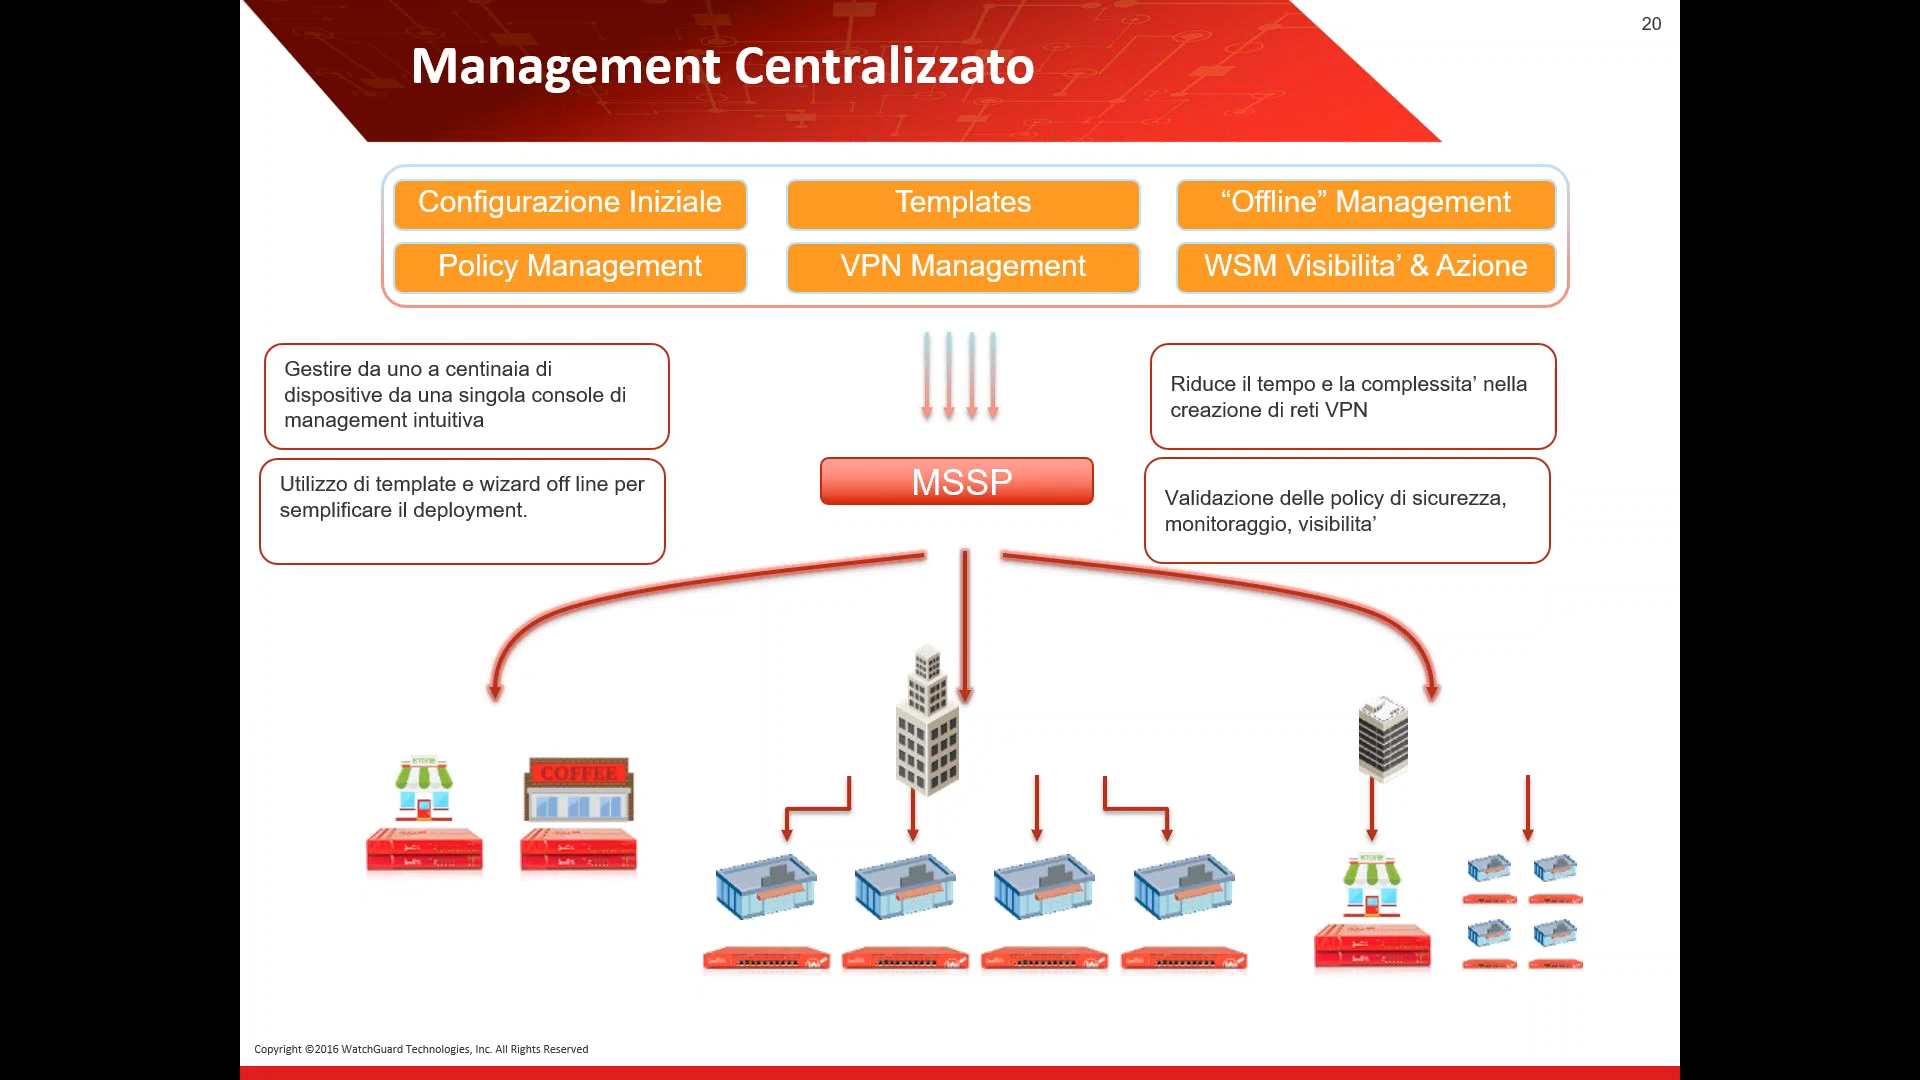 20
Management Centralizzato
Configurazione Iniziale
Templates
“Offline” Management
Policy Management
VPN Management
WSM Visibilita’ & Azione
Gestire da uno a centinaia di
dispositive da una singola console di
management intuitiva
Riduce il tempo e la complessita’ nella
creazione di reti VPN
MSSP
Utilizzo di template e wizard off line per
semplificare il deployment.
Validazione delle policy di sicurezza,
monitoraggio, visibilita’
STORE
COFFEE
STORE
Copyright ©2016 WatchGuard Technologies, Inc. All Rights Reserved